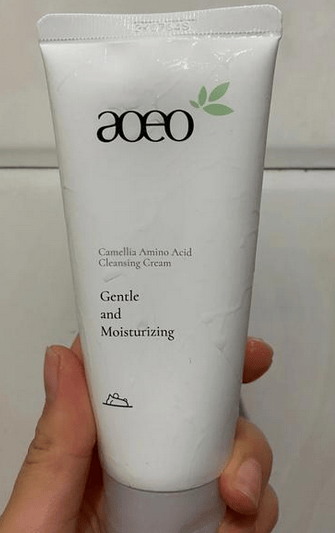 aoeo
Camellia Amino Acid
Cleansing Cream
Gentle
and
Moisturizing